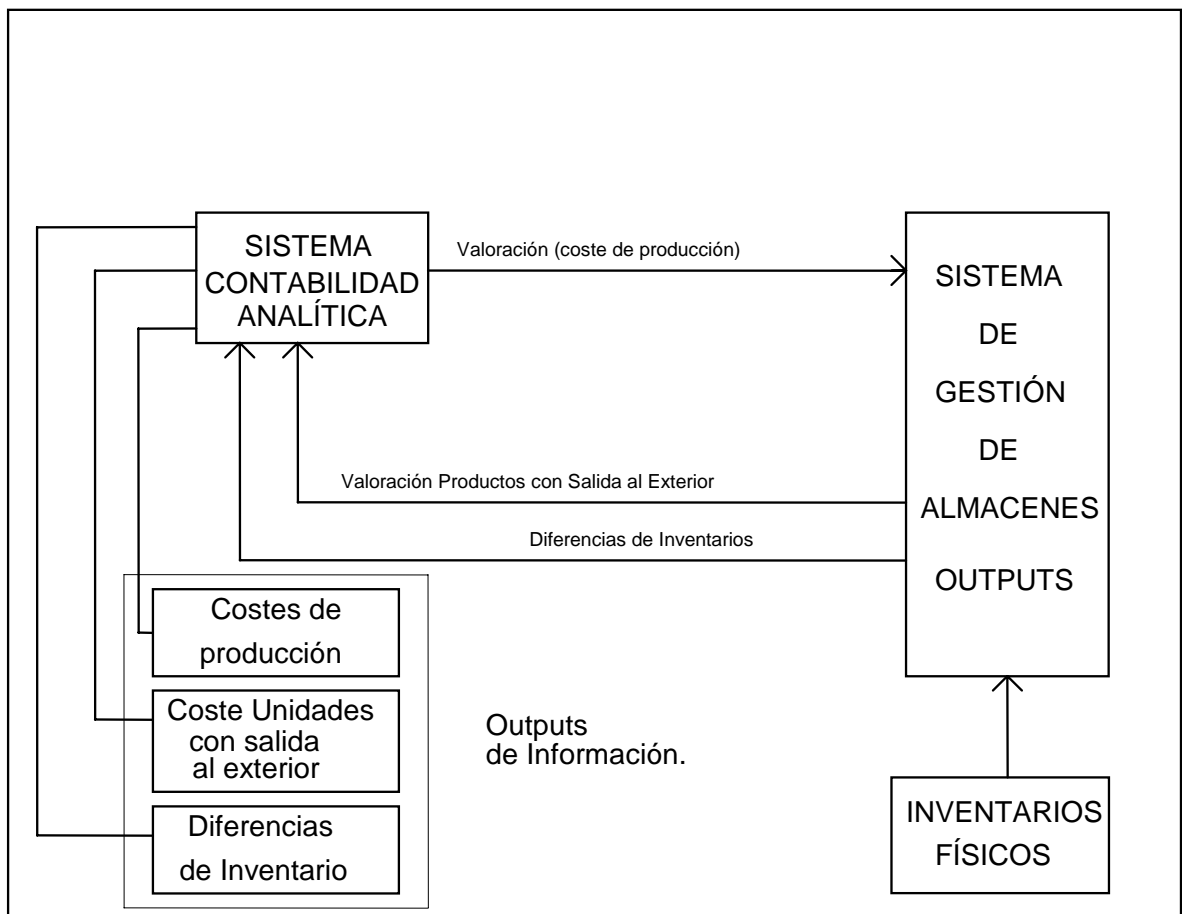 SISTEMA
CONTABILIDAD
ANALÍTICA
Valoración (coste de producción)
SISTEMA
DE
GESTIÓN
DE
ALMACENES
OUTPUTS
Valoración Productos con Salida al Exterior
Diferencias de Inventarios
Costes de
producción
Coste Unidades
con salida
al exterior
Diferencias
de Inventario
Outputs
de Información.
INVENTARIOS
FÍSICOS